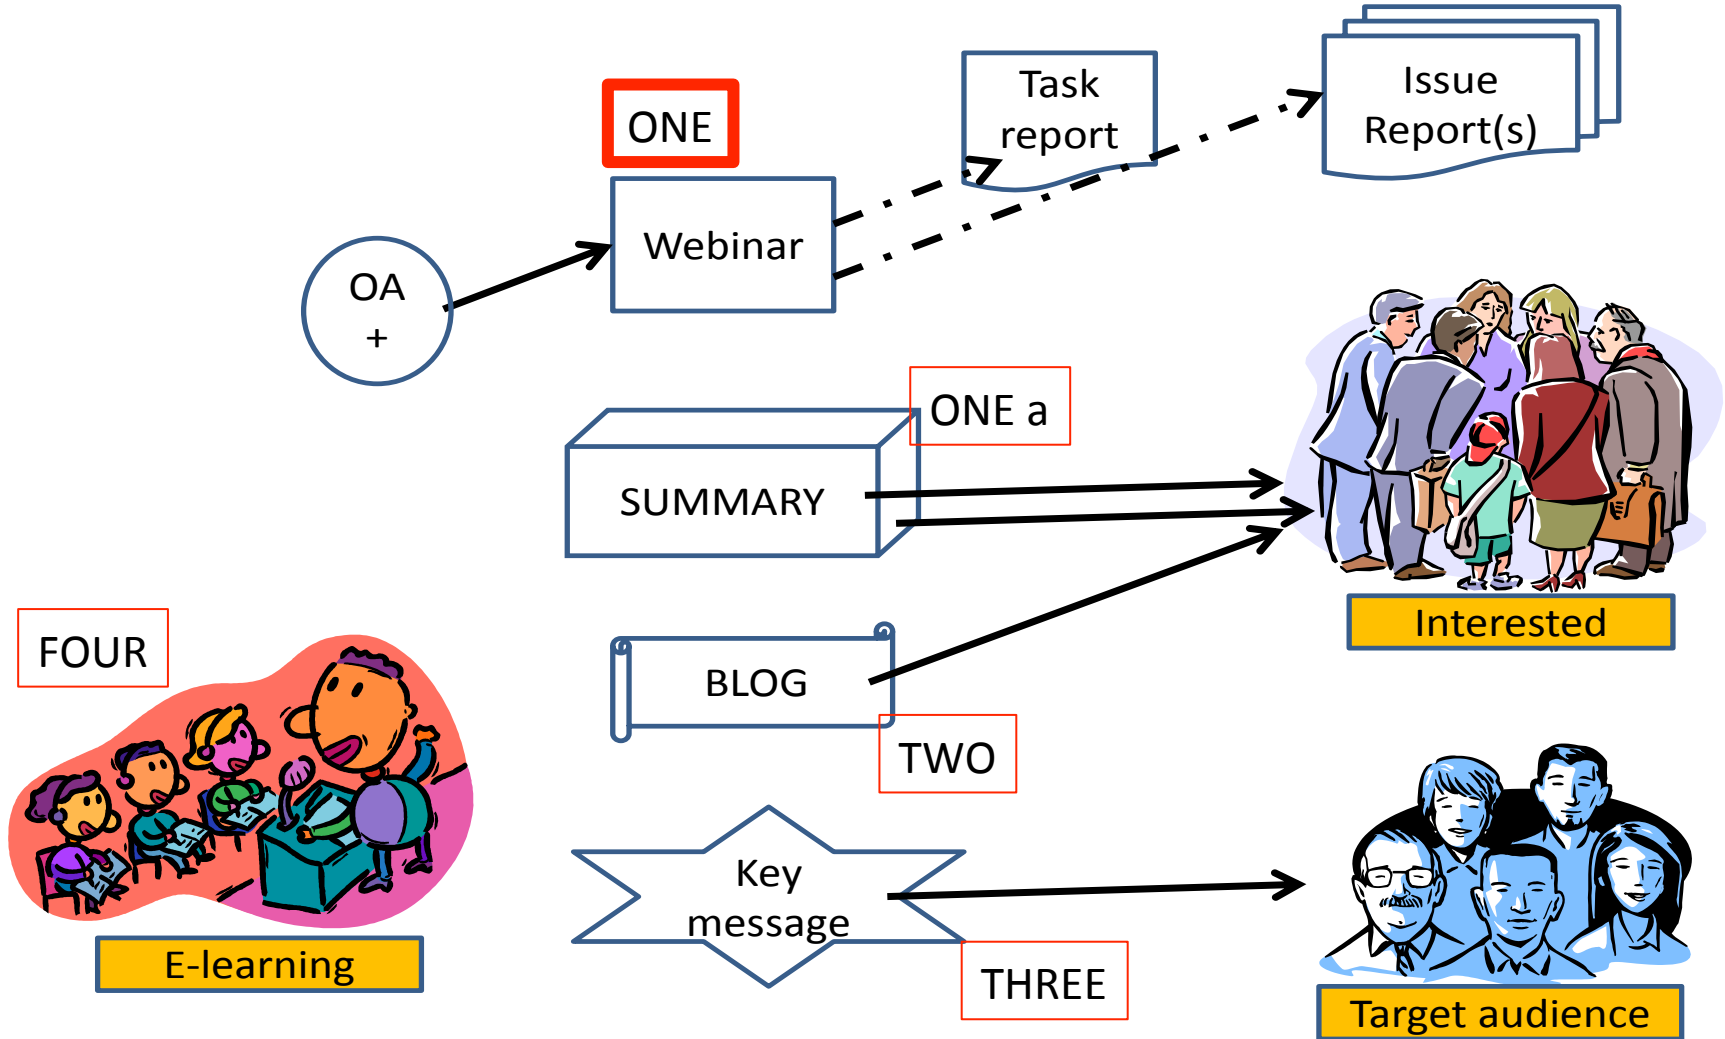 Task
report
Issue
Report(s)
ONE
Webinar
OA
+
ONE a
SUMMARY
Interested
FOUR
BLOG
TWO
Key
message
E-learning
THREE
Target audience